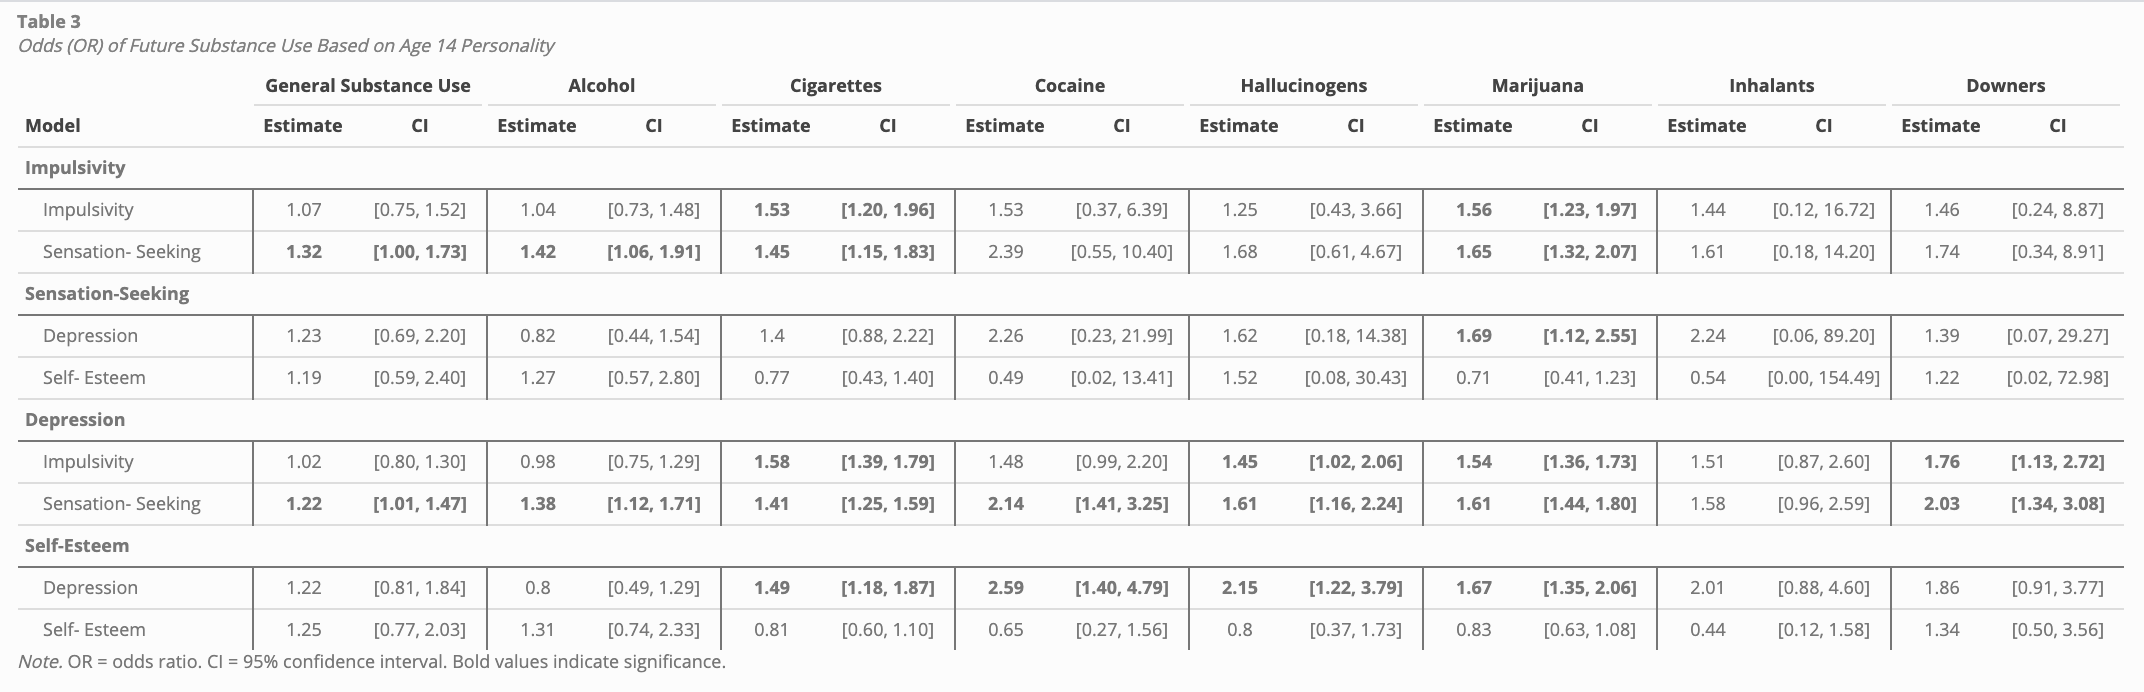 Table 3
Odds (OR) of Future Substance Use Based on Age 14 Personality
General Substance Use Alcohol Cigarettes Cocaine Hallucinogens Marijuana Inhalants Downers
Model Estimate CI Estimate CI Estimate CI Estimate CI Estimate CI Estimate CI Estimate CI Estimate CI
Impulsivity
Impulsivity 1.07 [0.75, 1.52] 1.04 [0.73, 1.48] 1.53 [1.20, 1.96] 1.53 [0.37, 6.39] 1.25 [0.43, 3.66] 1.56 [1.23, 1.97] 1.44 [0.12, 16.72] 1.46 [0.24, 8.87]
Sensation- Seeking 1.32 [1.00, 1.73] 1.42 [1.06, 1.91] 1.45 [1.15, 1.83] 2.39 [0.55, 10.40] 1.68 [0.61, 4.67] 1.65 [1.32, 2.07] 1.61 [0.18, 14.20] 1.74 [0.34, 8.91]
Sensation-Seeking
Depression 1.23 [0.69, 2.20] 0.82 [0.44, 1.54] 1.4 [0.88, 2.22] 2.26 [0.23, 21.99] 1.62 [0.18, 14.38] 1.69 [1.12, 2.55] 2.24 [0.06, 89.20] 1.39 [0.07, 29.27]
Self- Esteem 1.19 [0.59, 2.40] 1.27 [0.57, 2.80] 0.77 [0.43, 1.40] 0.49 [0.02, 13.41] 1.52 [0.08, 30.43] 0.71 [0.41, 1.23] 0.54 [0.00, 154.49] 1.22 [0.02, 72.98]
Depression
Impulsivity 1.02 [0.80, 1.30] 0.98 [0.75, 1.29] 1.58 [1.39, 1.79] 1.48 [0.99, 2.20] 1.45 [1.02, 2.06] 1.54 [1.36, 1.73] 1.51 [0.87, 2.60] 1.76 [1.13, 2.72]
Sensation- Seeking 1.22 [1.01, 1.47] 1.38 [1.12, 1.71] 1.41 [1.25, 1.59] 2.14 [1.41, 3.25] 1.61 [1.16, 2.24] 1.61 [1.44, 1.80] 1.58 [0.96, 2.59] 2.03 [1.34, 3.08]
Self-Esteem
Depression 1.22 [0.81, 1.84] 0.8 [0.49, 1.29] 1.49 [1.18, 1.87] 2.59 [1.40, 4.79] 2.15 [1.22, 3.79] 1.67 [1.35, 2.06] 2.01 [0.88, 4.60] 1.86 [0.91, 3.77]
Self- Esteem 1.25 [0.77, 2.03] 1.31 [0.74, 2.33] 0.81 [0.60, 1.10] 0.65 [0.27, 1.56] 0.8 [0.37, 1.73] 0.83 [0.63, 1.08] 0.44 [0.12, 1.58] 1.34 [0.50, 3.56]
Note. OR = odds ratio. CI = 95% confidence interval. Bold values indicate significance.